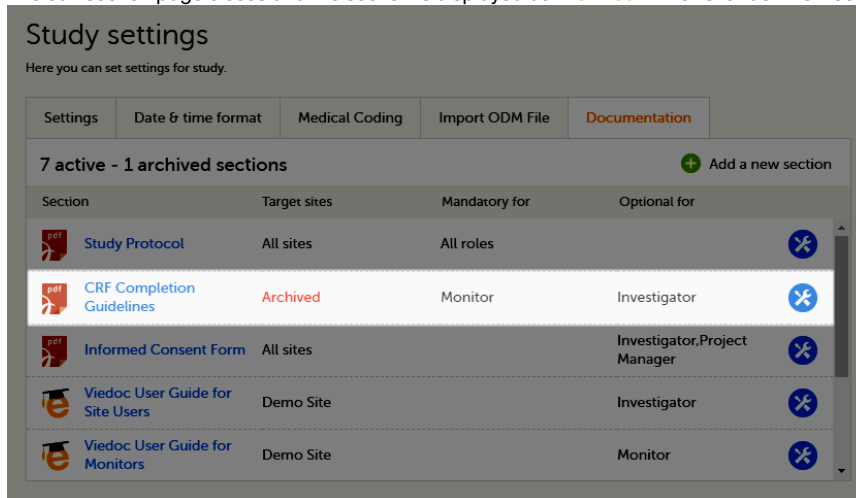 Study settings
Here you can set settings for study.
Settings Date & time format Medical Coding Import ODM File Documentation
7 active - 1 archived sections Add a new section
Section Target sites Mandatory for Optional for
pdf Study Protocol All sites All roles
pdf CRF Completion Guidelines Archived Monitor Investigator
pdf Informed Consent Form All sites Investigator,Project Manager
Viedoc User Guide for Site Users Demo Site Investigator
Viedoc User Guide for Monitors Demo Site Monitor